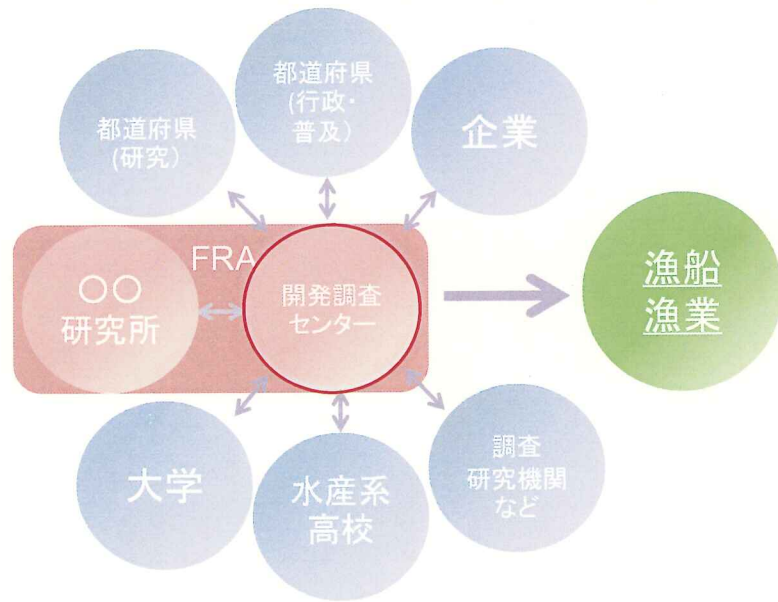 都道府県
(研究)
都道府県
(行政・
普及)
企業
FRA
○○
研究所
開発調査
センター
漁船
漁業
大学
水産系
高校
調査
研究機関
など